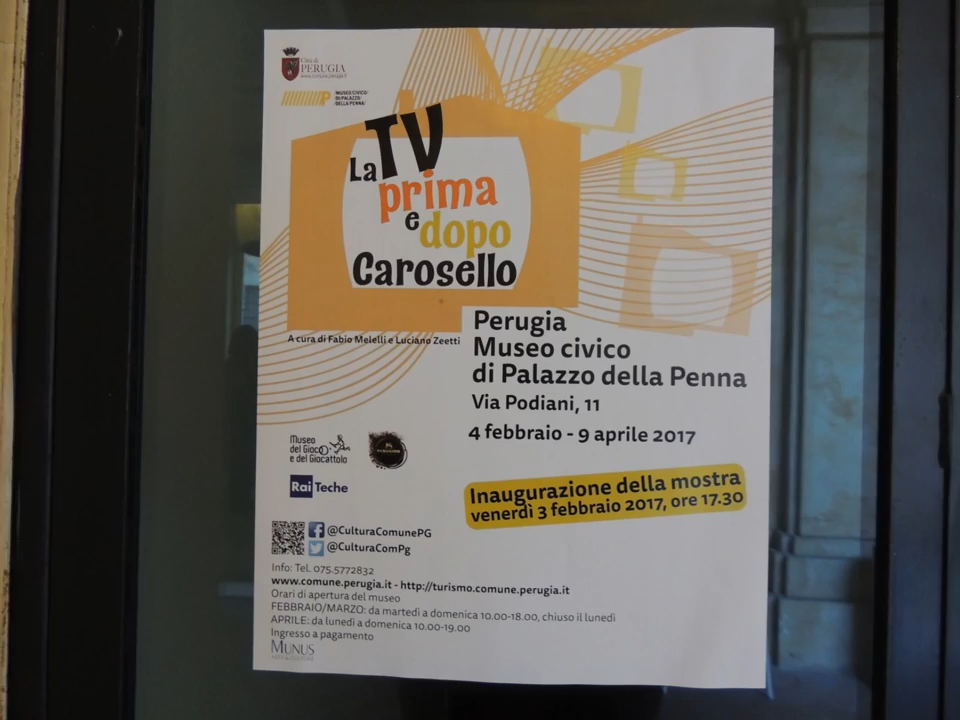 Città di
PERUGIA
www.comune.perugia.it
P
/MUSEO/CIVICO/
/DI/PALAZZO/
/DELLA/PENNA/
La TV
prima
e dopo
Carosello
A cura di Fabio Melelli e Luciano Zeetti
Perugia
Museo civico
di Palazzo della Penna
Via Podiani, 11
4 febbraio - 9 aprile 2017
Museo
del Gioco
e del Giocattolo
Rai Teche
Inaugurazione della mostra
venerdì 3 febbraio 2017, ore 17.30
@CulturaComunePG
@CulturaComPg
Info: Tel. 075.5772832
www.comune.perugia.it - http://turismo.comune.perugia.it
Orari di apertura del museo
FEBBRAIO/MARZO: da martedì a domenica 10.00-18.00, chiuso il lunedì
APRILE: da lunedì a domenica 10.00-19.00
Ingresso a pagamento
MUNUS